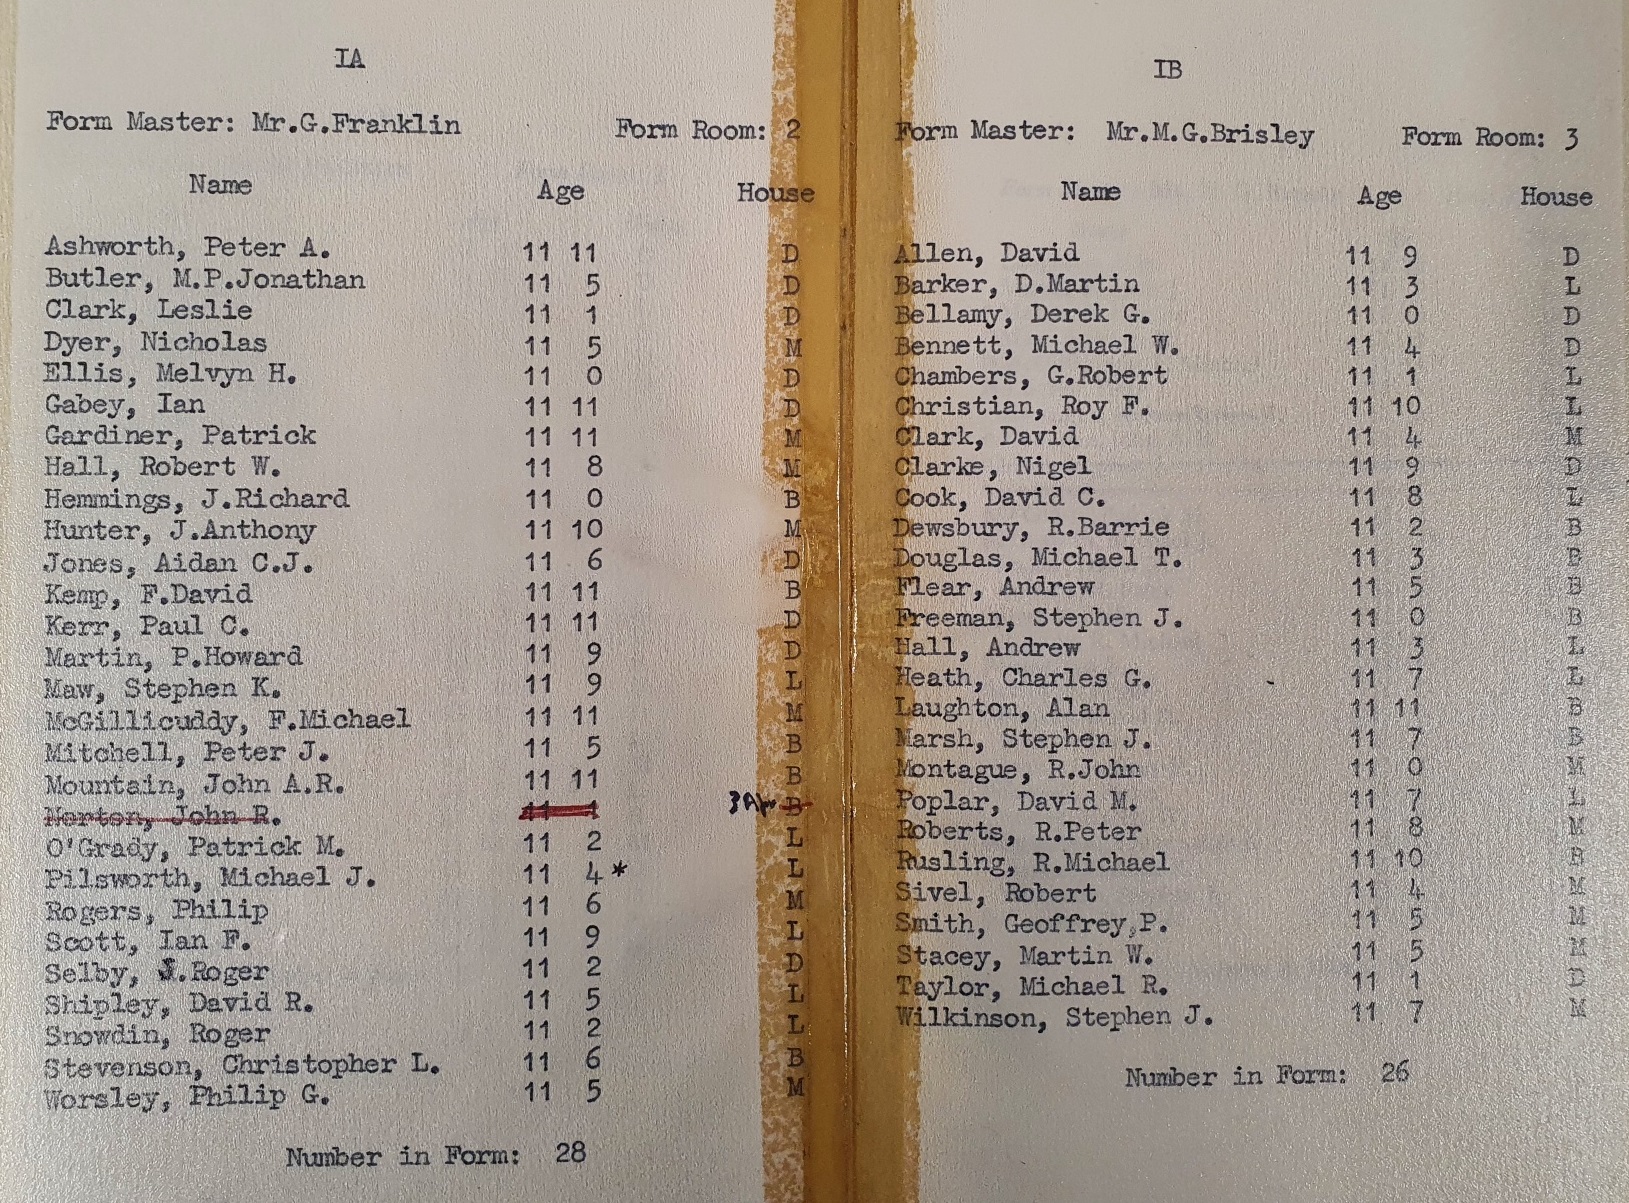 IA
Form Master: Mr.G.Franklin Form Room: 2
Name Age House
Ashworth, Peter A. 11 11 D
Butler, M.P.Jonathan 11 5 D
Clark, Leslie 11 1 D
Dyer, Nicholas 11 5 M
Ellis, Melvyn H. 11 0 D
Gabey, Ian 11 11 D
Gardiner, Patrick 11 11 M
Hall, Robert W. 11 8 M
Hemmings, J.Richard 11 0 B
Hunter, J.Anthony 11 10 M
Jones, Aidan C.J. 11 6 D
Kemp, F.David 11 11 B
Kerr, Paul C. 11 11 D
Martin, P.Howard 11 9 D
Maw, Stephen K. 11 9 L
McGillicuddy, F.Michael 11 11 M
Mitchell, Peter J. 11 5 B
Mountain, John A.R. 11 11 B
Norton, John R. 11 1 B
O'Grady, Patrick M. 11 2 L
Pilsworth, Michael J. 11 4* L
Rogers, Philip 11 6 M
Scott, Ian F. 11 9 L
Selby, J.Roger 11 2 D
Shipley, David R. 11 5 L
Snowdin, Roger 11 2 L
Stevenson, Christopher L. 11 6 B
Worsley, Philip G. 11 5 M
Number in Form: 28
IB
Form Master: Mr.M.G.Brisley Form Room: 3
Name Age House
Allen, David 11 9 D
Barker, D.Martin 11 3 L
Bellamy, Derek G. 11 0 D
Bennett, Michael W. 11 4 D
Chambers, G.Robert 11 1 L
Christian, Roy F. 11 10 L
Clark, David 11 4 M
Clarke, Nigel 11 9 D
Cook, David C. 11 8 L
Dewsbury, R.Barrie 11 2 B
Douglas, Michael T. 11 3 B
Flear, Andrew 11 5 B
Freeman, Stephen J. 11 0 B
Hall, Andrew 11 3 L
Heath, Charles G. 11 7 L
Laughton, Alan 11 11 B
Marsh, Stephen J. 11 7 B
Montague, R.John 11 0 M
Poplar, David M. 11 7 L
Roberts, R.Peter 11 8 M
Rusling, R.Michael 11 10 B
Sivel, Robert 11 4 M
Smith, Geoffrey,P. 11 5 M
Stacey, Martin W. 11 5 M
Taylor, Michael R. 11 1 D
Wilkinson, Stephen J. 11 7 M
Number in Form: 26